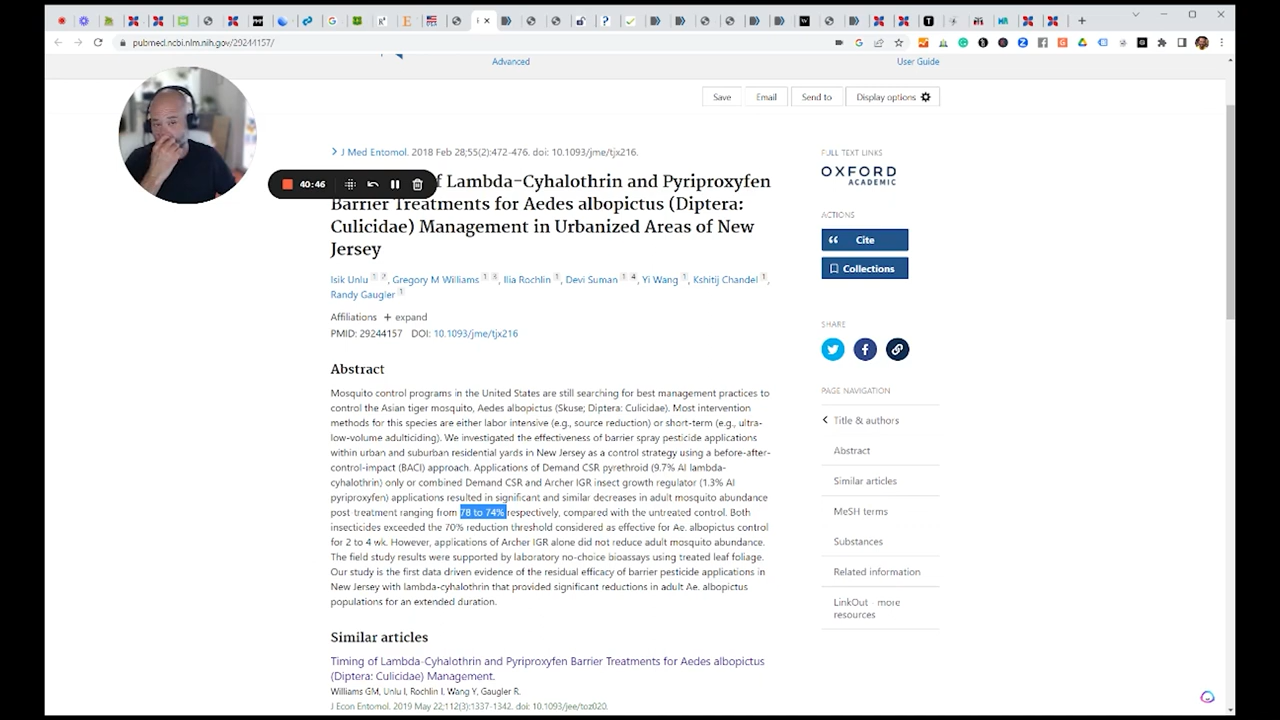 pubmed.ncbi.nlm.nih.gov/29244157/
Advanced
User Guide
Save
Email
Send to
Display options
J Med Entomol. 2018 Feb 28;55(2):472-476. doi: 10.1093/jme/tjx216.
40:46
f Lambda-Cyhalothrin and Pyriproxyfen
Barrier Treatments for Aedes albopictus (Diptera:
Culicidae) Management in Urbanized Areas of New
Jersey
Isik Unlu 1 2, Gregory M Williams 1 3, Ilia Rochlin 1, Devi Suman 1 4, Yi Wang 1, Kshitij Chandel 1,
Randy Gaugler 1
Affiliations + expand
PMID: 29244157 DOI: 10.1093/jme/tjx216
Abstract
Mosquito control programs in the United States are still searching for best management practices to
control the Asian tiger mosquito, Aedes albopictus (Skuse; Diptera: Culicidae). Most intervention
methods for this species are either labor intensive (e.g., source reduction) or short-term (e.g., ultra-
low-volume adulticiding). We investigated the effectiveness of barrier spray pesticide applications
within urban and suburban residential yards in New Jersey as a control strategy using a before-after-
control-impact (BACI) approach. Applications of Demand CSR pyrethroid (9.7% AI lambda-
cyhalothrin) only or combined Demand CSR and Archer IGR insect growth regulator (1.3% AI
pyriproxyfen) applications resulted in significant and similar decreases in adult mosquito abundance
post treatment ranging from 78 to 74% respectively, compared with the untreated control. Both
insecticides exceeded the 70% reduction threshold considered as effective for Ae. albopictus control
for 2 to 4 wk. However, applications of Archer IGR alone did not reduce adult mosquito abundance.
The field study results were supported by laboratory no-choice bioassays using treated leaf foliage.
Our study is the first data driven evidence of the residual efficacy of barrier pesticide applications in
New Jersey with lambda-cyhalothrin that provided significant reductions in adult Ae. albopictus
populations for an extended duration.
Similar articles
Timing of Lambda-Cyhalothrin and Pyriproxyfen Barrier Treatments for Aedes albopictus
(Diptera: Culicidae) Management.
Williams GM, Unlu I, Rochlin I, Wang Y, Gaugler R.
J Econ Entomol. 2019 May 22;112(3):1337-1342. doi: 10.1093/jee/toz020.
FULL TEXT LINKS
OXFORD
ACADEMIC
ACTIONS
Cite
Collections
SHARE
PAGE NAVIGATION
Title & authors
Abstract
Similar articles
MeSH terms
Substances
Related information
LinkOut - more
resources